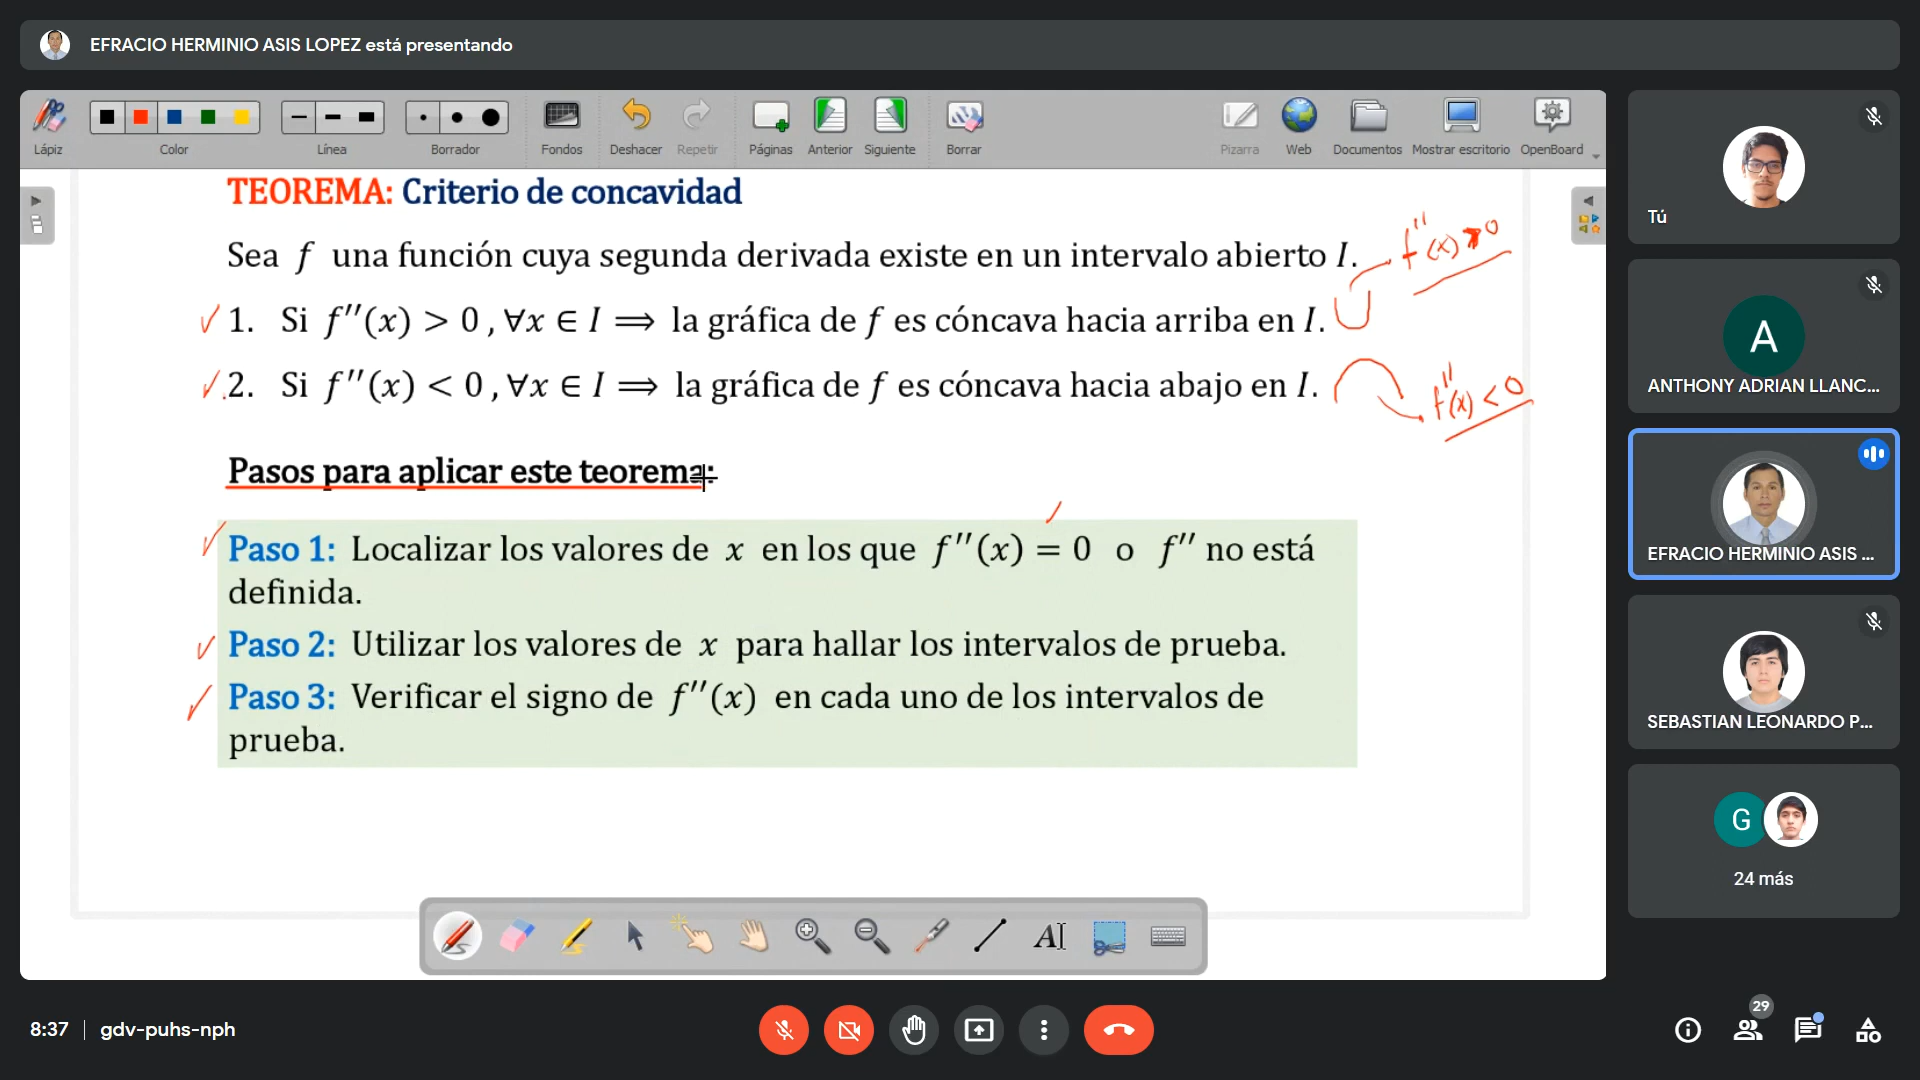 EFRACIO HERMINIO ASIS LOPEZ está presentando
Lápiz Color Línea Borrador Fondos Deshacer Repetir Páginas Anterior Siguiente Borrar Pizarra Web Documentos Mostrar escritorio OpenBoard
TEOREMA: Criterio de concavidad
Sea f una función cuya segunda derivada existe en un intervalo abierto I.
f''(x) > 0
1. Si f''(x) > 0 , ∀x ∈ I ⟹ la gráfica de f es cóncava hacia arriba en I.
2. Si f''(x) < 0 , ∀x ∈ I ⟹ la gráfica de f es cóncava hacia abajo en I.
f''(x) < 0
Pasos para aplicar este teorema:
Paso 1: Localizar los valores de x en los que f''(x) = 0 o f'' no está
definida.
Paso 2: Utilizar los valores de x para hallar los intervalos de prueba.
Paso 3: Verificar el signo de f''(x) en cada uno de los intervalos de
prueba.
Tú
A
ANTHONY ADRIAN LLANC...
EFRACIO HERMINIO ASIS ...
SEBASTIAN LEONARDO P...
G
24 más
AI
8:37 | gdv-puhs-nph
29